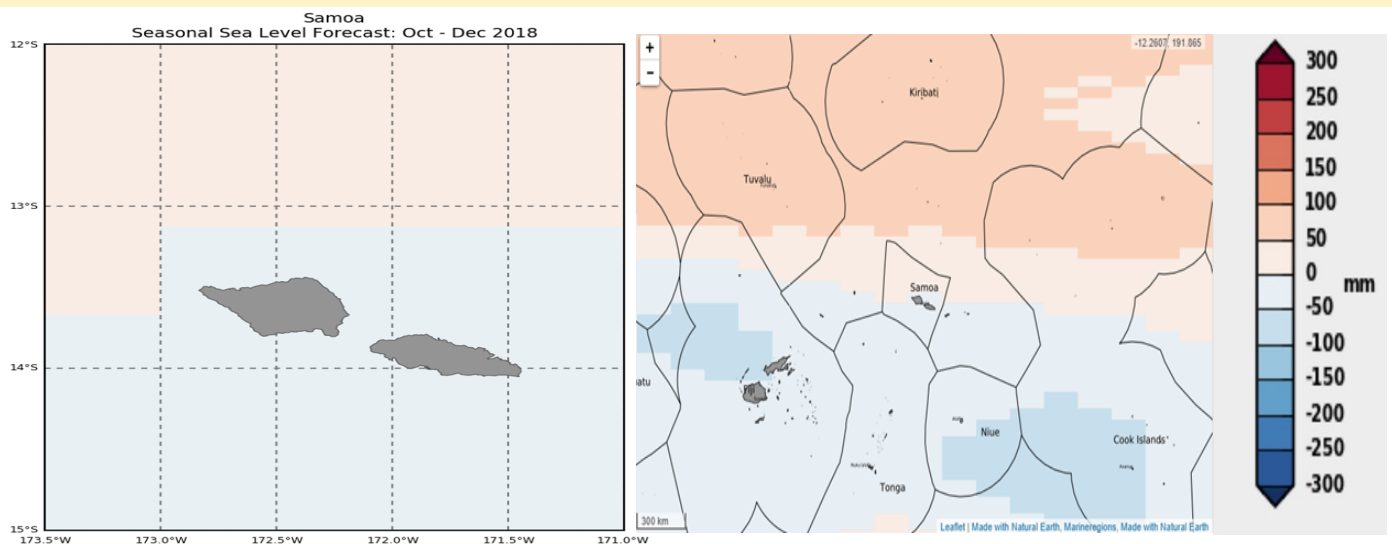 Samoa
Seasonal Sea Level Forecast: Oct - Dec 2018
12°S
13°S
14°S
15°S
173.5°W
173.0°W
172.5°W
172.0°W
171.5°W
171.0°W
+
-
-12.2607, 191.865
Kiribati
Tuvalu
Samoa
Fiji
atu
Niue
Cook Islands
Tonga
300 km
Leaflet | Made with Natural Earth, Marineregions, Made with Natural Earth
300
250
200
150
100
50
0
mm
-50
-100
-150
-200
-250
-300